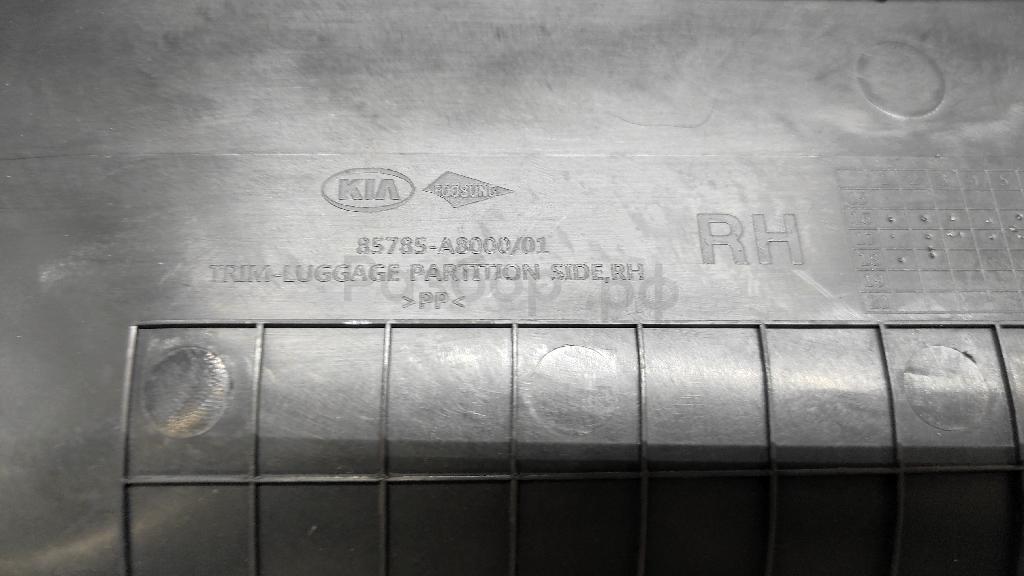 KIA
85785-A8000/01
TRIM-LUGGAGE PARTITION SIDE,RH
>PP<
RH